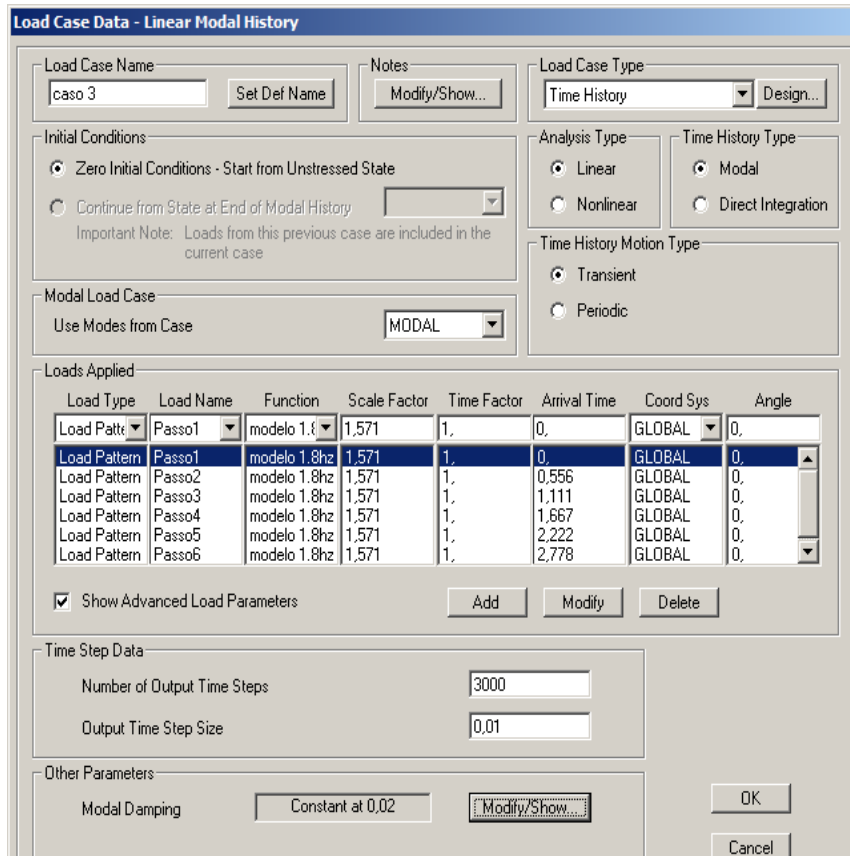 Load Case Data - Linear Modal History
Load Case Name
Notes
Load Case Type
caso 3
Set Def Name
Modify/Show...
Time History
Design...
Initial Conditions
Zero Initial Conditions - Start from Unstressed State
Continue from State at End of Modal History
Important Note: Loads from this previous case are included in the
current case
Analysis Type
Linear
Nonlinear
Time History Type
Modal
Direct Integration
Time History Motion Type
Transient
Periodic
Modal Load Case
Use Modes from Case
MODAL
Loads Applied
Load Type Load Name Function Scale Factor Time Factor Arrival Time Coord Sys Angle
Load Patte Passo1 modelo 1.8 1,571 1, 0, GLOBAL 0,
Load Pattern Passo1 modelo 1.8hz 1,571 1, 0, GLOBAL 0,
Load Pattern Passo2 modelo 1.8hz 1,571 1, 0,556 GLOBAL 0,
Load Pattern Passo3 modelo 1.8hz 1,571 1, 1,111 GLOBAL 0,
Load Pattern Passo4 modelo 1.8hz 1,571 1, 1,667 GLOBAL 0,
Load Pattern Passo5 modelo 1.8hz 1,571 1, 2,222 GLOBAL 0,
Load Pattern Passo6 modelo 1.8hz 1,571 1, 2,778 GLOBAL 0,
Show Advanced Load Parameters
Add
Modify
Delete
Time Step Data
Number of Output Time Steps 3000
Output Time Step Size 0,01
Other Parameters
Modal Damping Constant at 0,02 Modify/Show...
OK
Cancel